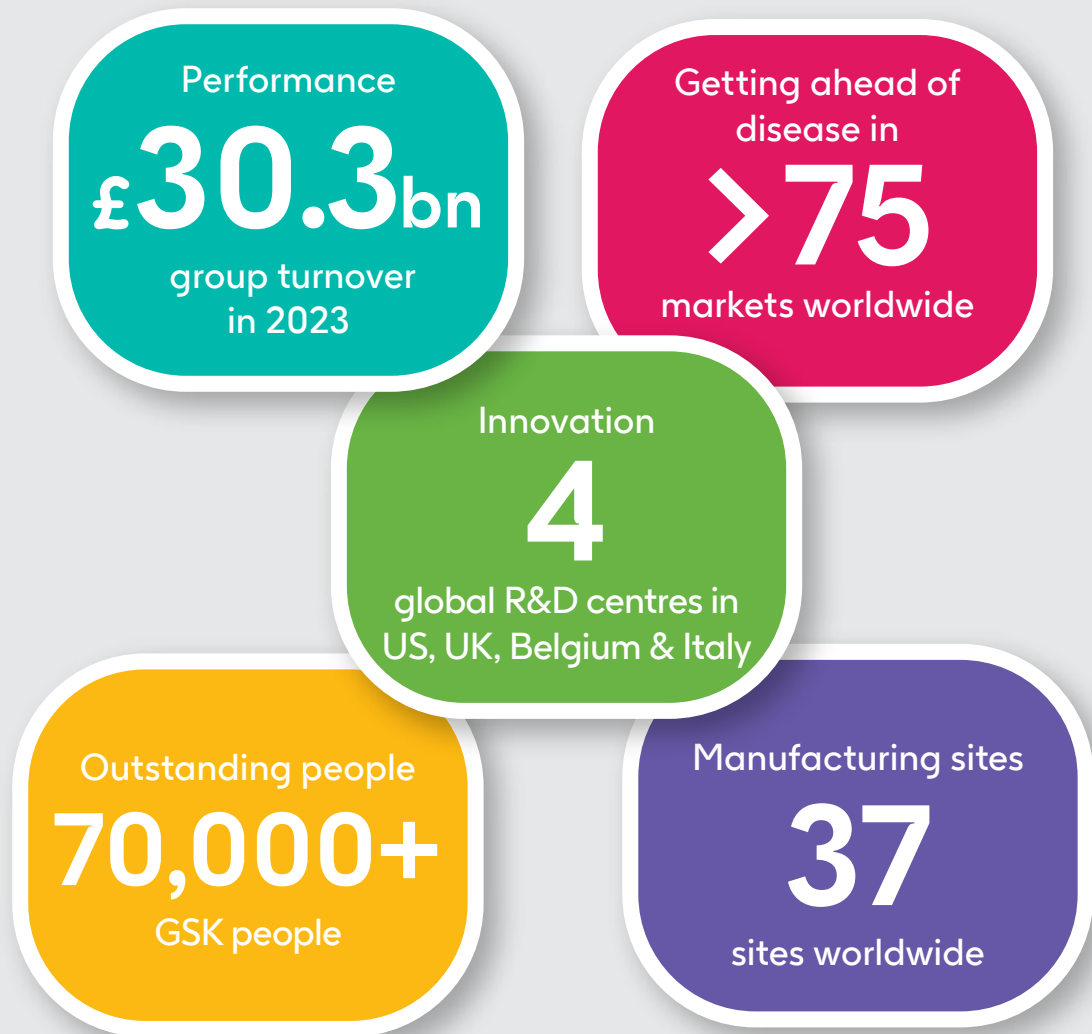 Performance
£30.3bn
group turnover
in 2023
Getting ahead of
disease in
>75
markets worldwide
Innovation
4
global R&D centres in
US, UK, Belgium & Italy
Outstanding people
70,000+
GSK people
Manufacturing sites
37
sites worldwide